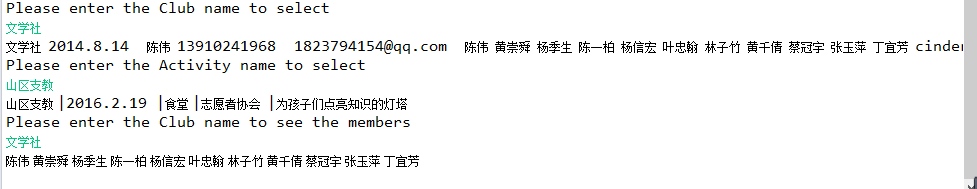 Please enter the Club name to select
文学社
文学社 2014.8.14 陈伟 13910241968 1823794154@qq.com 陈伟 黄崇舜 杨季生 陈一柏 杨信宏 叶忠翰 林子竹 黄千倩 蔡冠宇 张玉萍 丁宜芳 cinder
Please enter the Activity name to select
山区支教
山区支教 |2016.2.19 |食堂 |志愿者协会 |为孩子们点亮知识的灯塔
Please enter the Club name to see the members
文学社
陈伟 黄崇舜 杨季生 陈一柏 杨信宏 叶忠翰 林子竹 黄千倩 蔡冠宇 张玉萍 丁宜芳